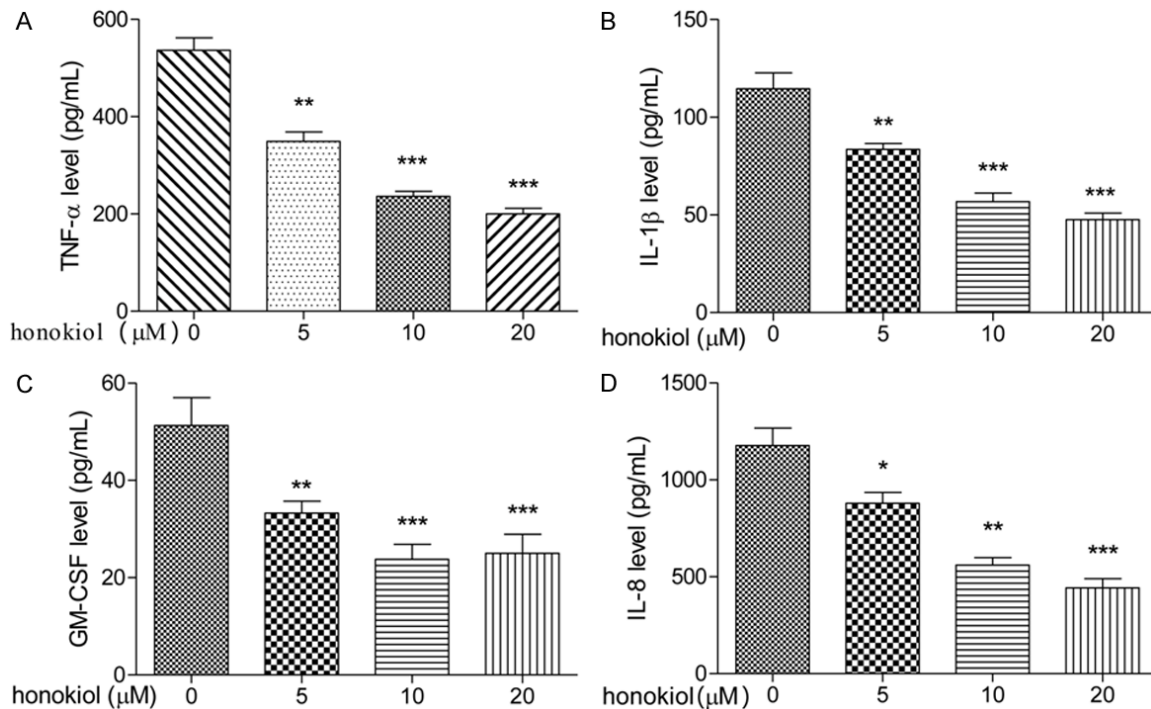 A
TNF-α level (pg/mL)
600
400
200
0
**
***
***
honokiol (μM) 0 5 10 20
B
IL-1β level (pg/mL)
150
100
50
0
**
***
***
honokiol (μM) 0 5 10 20
C
GM-CSF level (pg/mL)
60
40
20
0
**
***
***
honokiol (μM) 0 5 10 20
D
IL-8 level (pg/mL)
1500
1000
500
0
*
**
***
honokiol (μM) 0 5 10 20